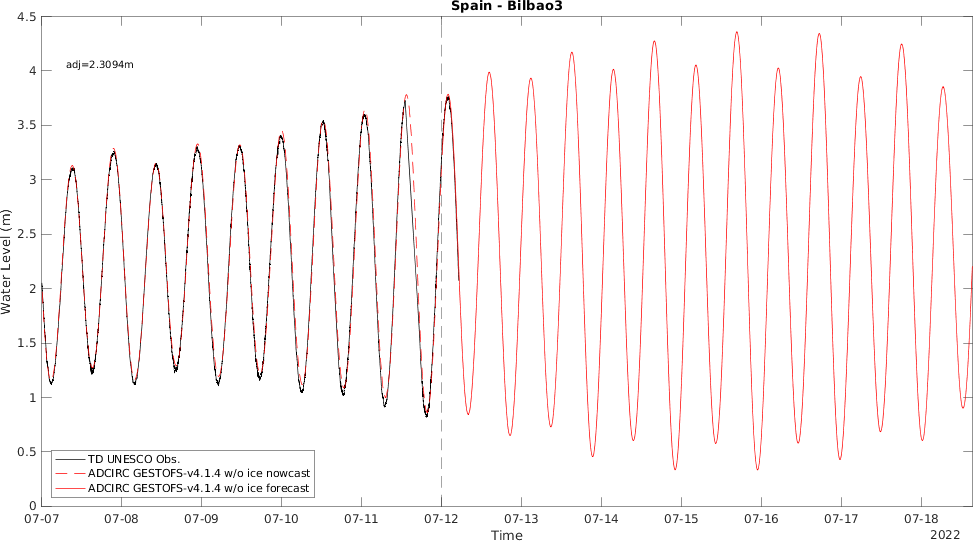 Spain - Bilbao3
adj=2.3094m
Water Level (m)
4.5
4
3.5
3
2.5
2
1.5
1
0.5
0
TD UNESCO Obs.
ADCIRC GESTOFS-v4.1.4 w/o ice nowcast
ADCIRC GESTOFS-v4.1.4 w/o ice forecast
07-07 07-08 07-09 07-10 07-11 07-12 07-13 07-14 07-15 07-16 07-17 07-18
Time
2022